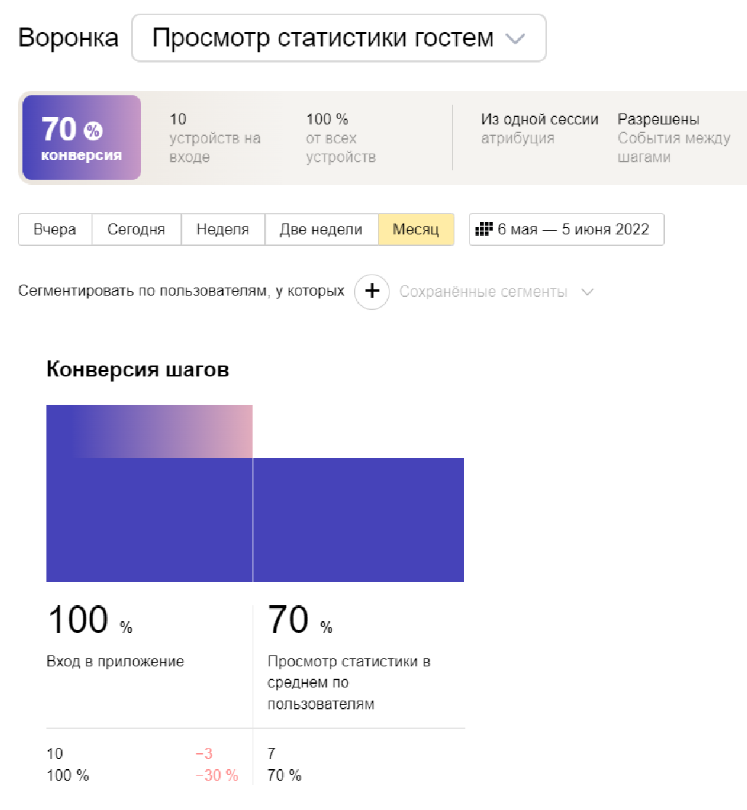 Воронка Просмотр статистики гостем
70 %
конверсия
10
устройств на
входе
100 %
от всех
устройств
Из одной сессии
атрибуция
Разрешены
События между
шагами
Вчера Сегодня Неделя Две недели Месяц 6 мая — 5 июня 2022
Сегментировать по пользователям, у которых + Сохранённые сегменты
Конверсия шагов
100 %
Вход в приложение
70 %
Просмотр статистики в
среднем по
пользователям
10 −3 7
100 % −30 % 70 %